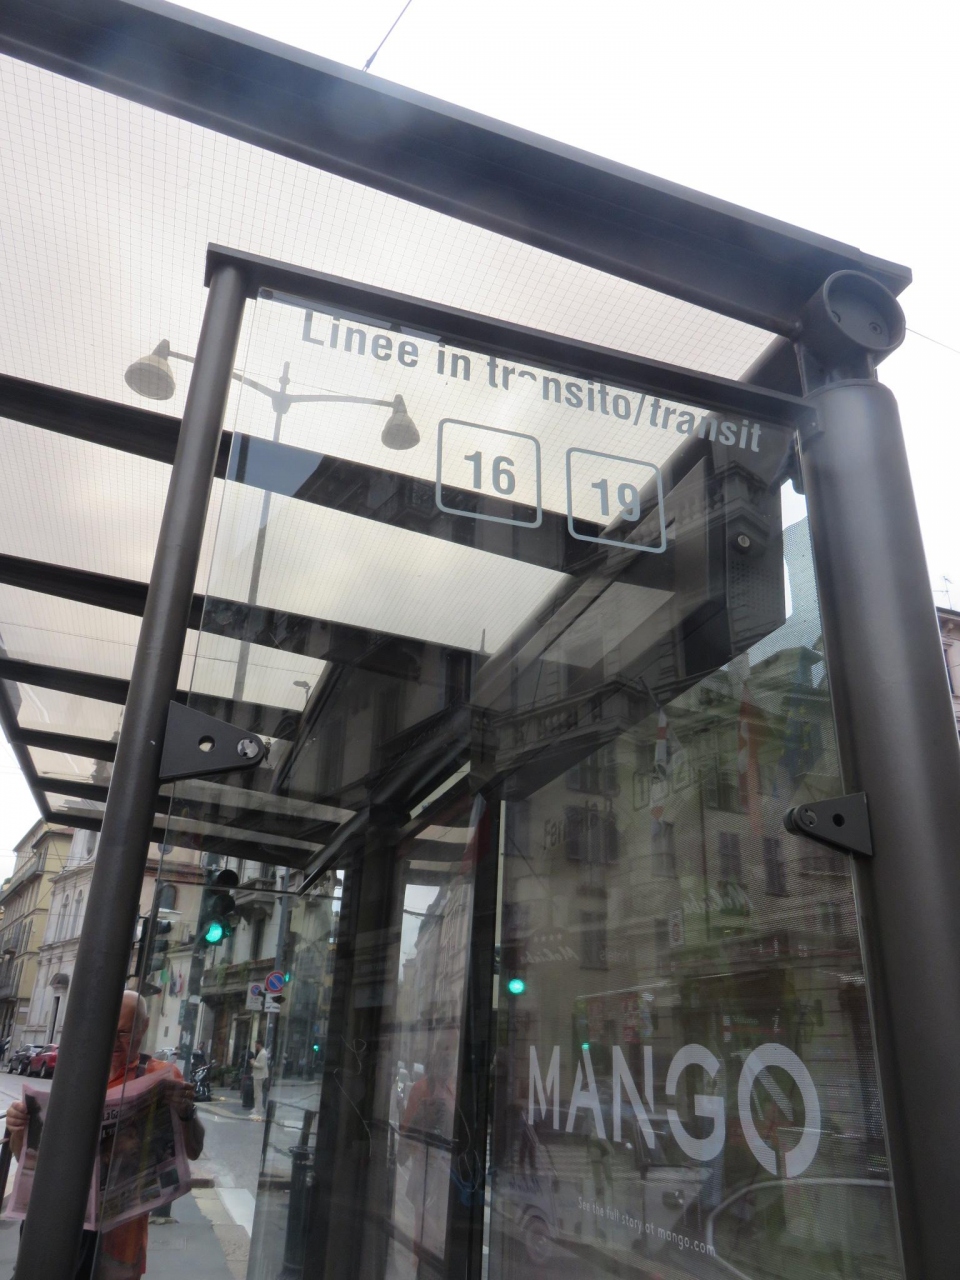 Linee in transito/transit
16 19
MANGO
See the full story at mango.com